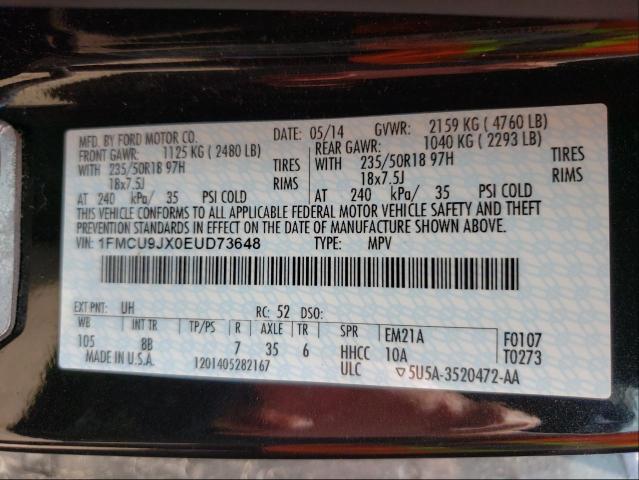 MFD. BY FORD MOTOR CO. DATE: 05/14 GVWR: 2159 KG ( 4760 LB)
FRONT GAWR: 1125 KG ( 2480 LB) REAR GAWR: 1040 KG ( 2293 LB)
WITH 235/50R18 97H TIRES WITH 235/50R18 97H TIRES
18x7.5J RIMS 18x7.5J RIMS
AT 240 kPa/ 35 PSI COLD AT 240 kPa/ 35 PSI COLD
THIS VEHICLE CONFORMS TO ALL APPLICABLE FEDERAL MOTOR VEHICLE SAFETY AND THEFT
PREVENTION STANDARDS IN EFFECT ON THE DATE OF MANUFACTURE SHOWN ABOVE.
VIN: 1FMCU9JX0EUD73648 TYPE: MPV
EXT PNT: UH RC: 52 DSO:
WB INT TR TP/PS R AXLE TR SPR EM21A F0107
105 8B 7 35 6 HHCC 10A T0273
MADE IN U.S.A. 1201405282167 ULC ▽5U5A-3520472-AA